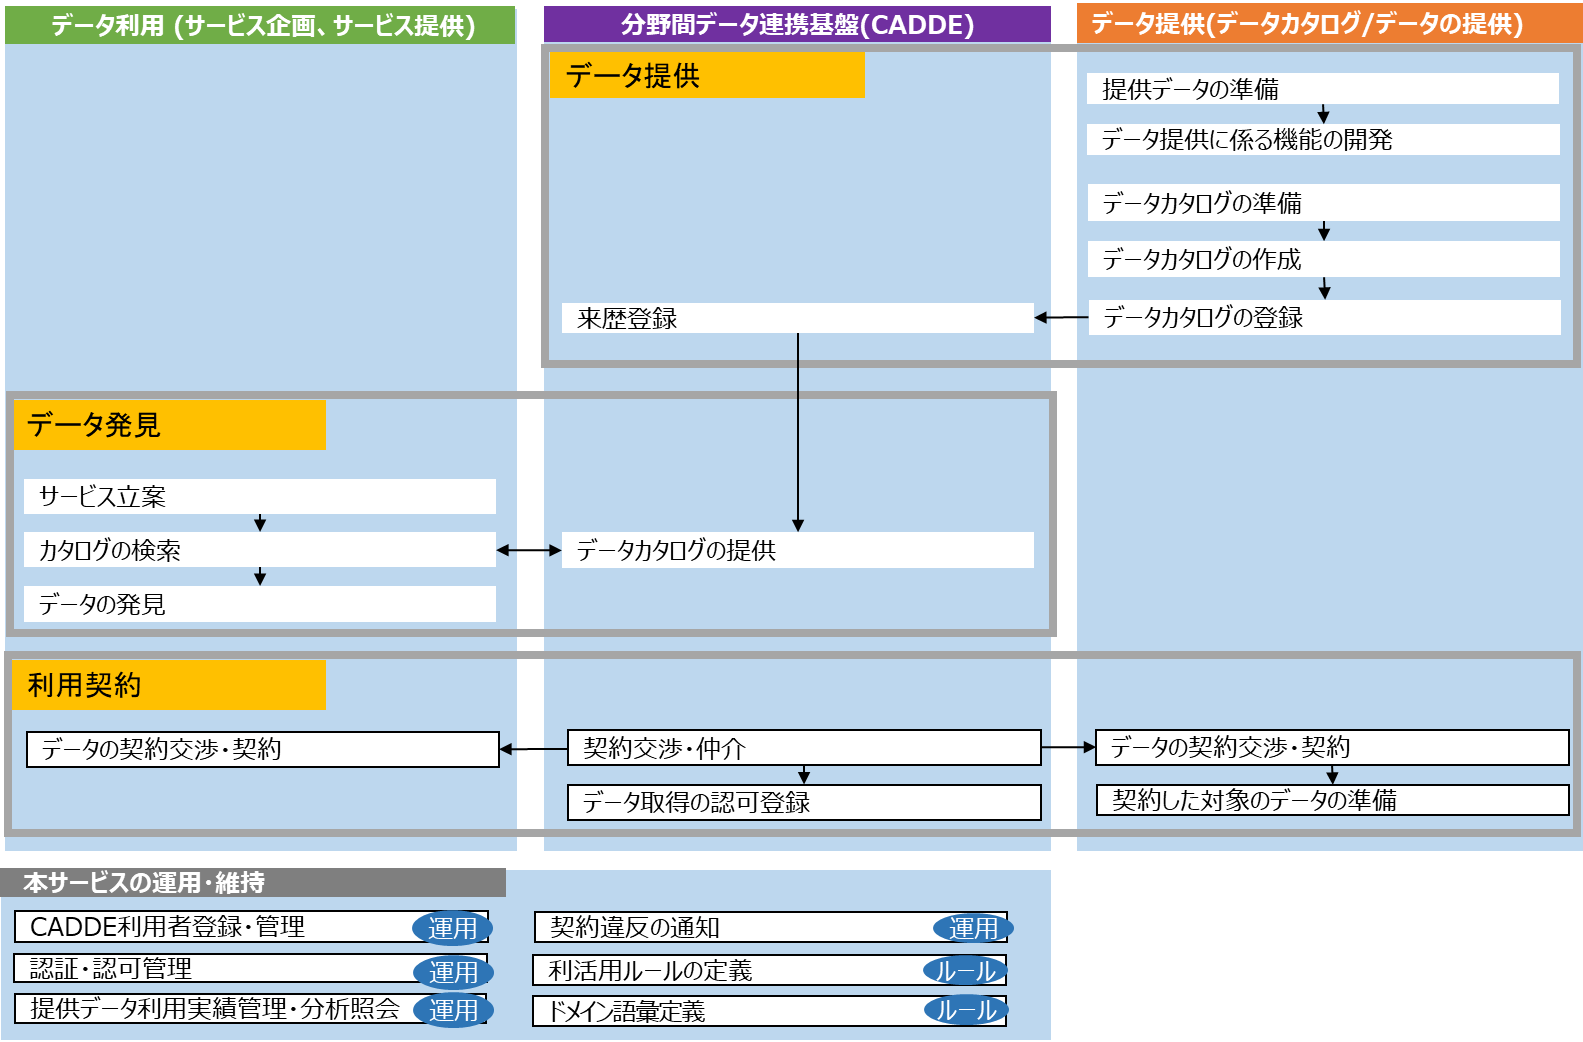 データ利用 (サービス企画、サービス提供)
分野間データ連携基盤(CADDE)
データ提供(データカタログ/データの提供)
データ提供
提供データの準備
データ提供に係る機能の開発
データカタログの準備
データカタログの作成
来歴登録
データカタログの登録
データ発見
サービス立案
カタログの検索
データカタログの提供
データの発見
利用契約
データの契約交渉・契約
契約交渉・仲介
データの契約交渉・契約
データ取得の認可登録
契約した対象のデータの準備
本サービスの運用・維持
CADDE利用者登録・管理 運用
契約違反の通知 運用
認証・認可管理 運用
利活用ルールの定義 ルール
提供データ利用実績管理・分析照会 運用
ドメイン語彙定義 ルール